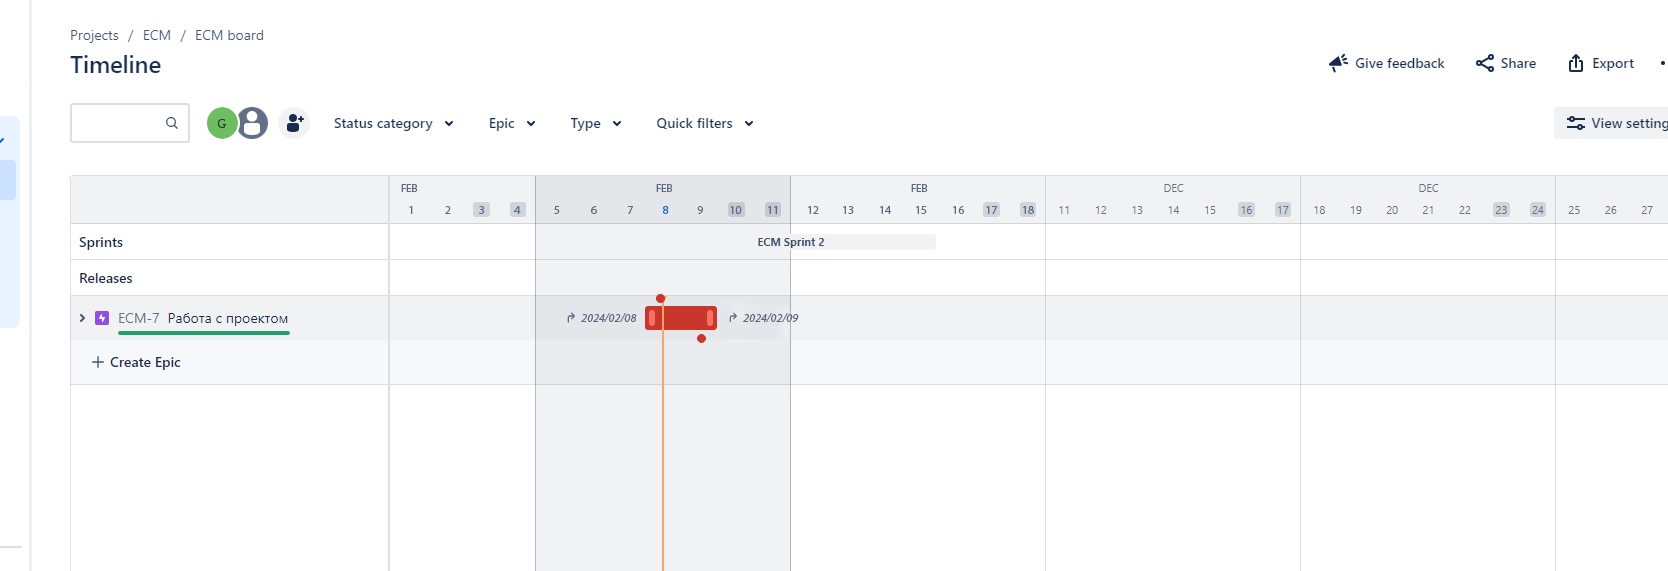 Projects / ECM / ECM board
Timeline
Give feedback
Share
Export
G
Status category
Epic
Type
Quick filters
View setting
FEB FEB FEB DEC DEC
1 2 3 4 5 6 7 8 9 10 11 12 13 14 15 16 17 18 11 12 13 14 15 16 17 18 19 20 21 22 23 24 25 26 27
Sprints
ECM Sprint 2
Releases
ECM-7 Работа с проектом
2024/02/08
2024/02/09
+ Create Epic